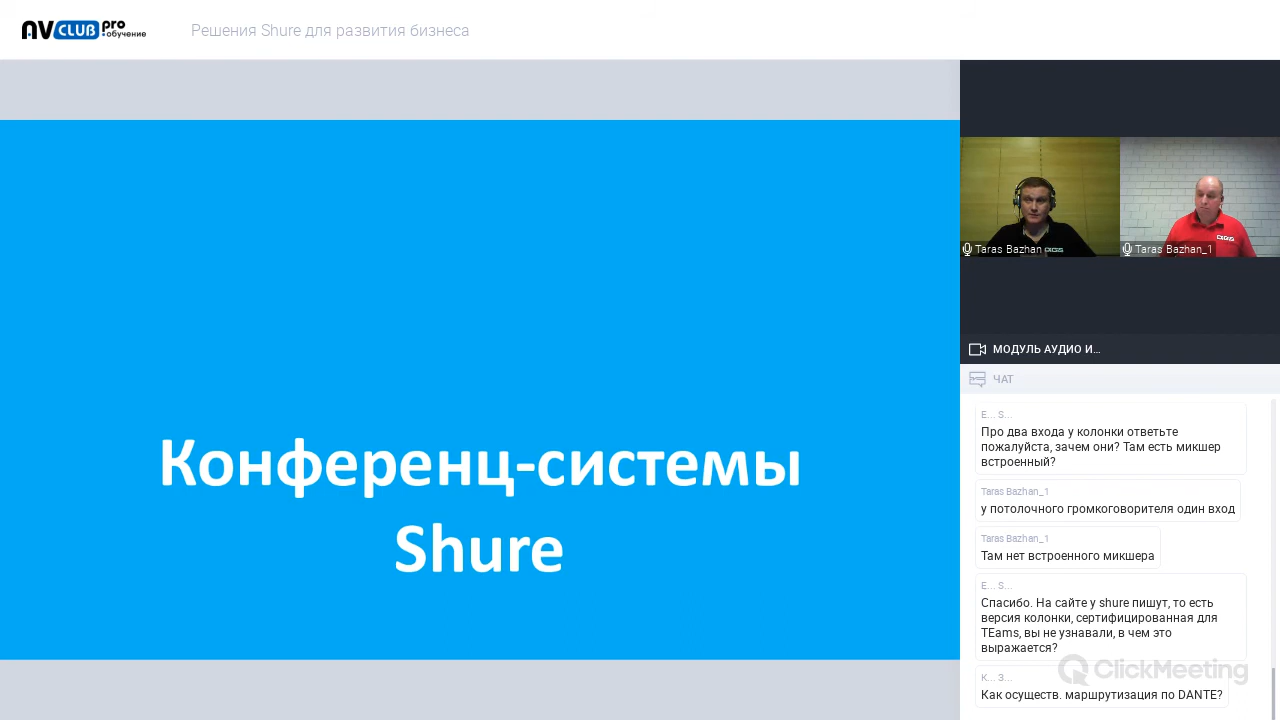 AVCLUB pro
•обучение
Решения Shure для развития бизнеса
Конференц-системы
Shure
DIGIS
DIGIS
Taras Bazhan
Taras Bazhan_1
МОДУЛЬ АУДИО И...
ЧАТ
E... S...
Про два входа у колонки ответьте
пожалуйста, зачем они? Там есть микшер
встроенный?
Taras Bazhan_1
у потолочного громкоговорителя один вход
Taras Bazhan_1
Там нет встроенного микшера
E... S...
Спасибо. На сайте у shure пишут, то есть
версия колонки, сертифицированная для
TEams, вы не узнавали, в чем это
выражается?
К... З...
Как осуществ. маршрутизация по DANTE?
ClickMeeting